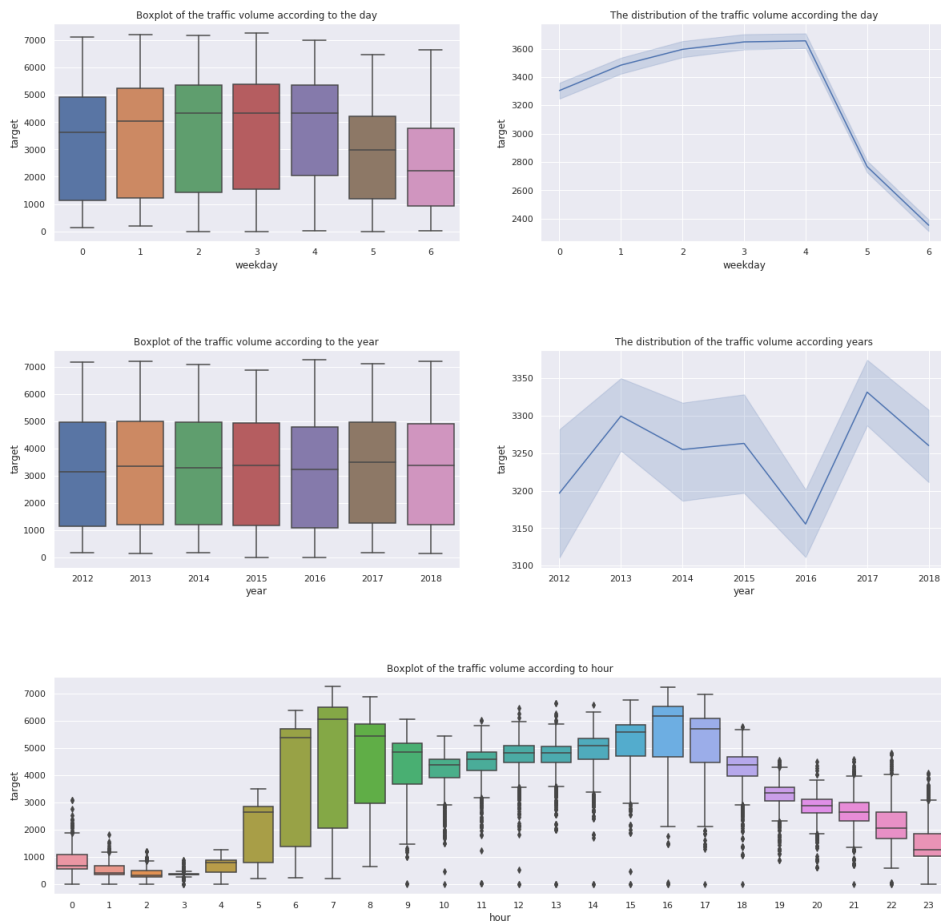 Boxplot of the traffic volume according to the day
7000
6000
5000
4000
3000
2000
1000
0
target
0 1 2 3 4 5 6
weekday
The distribution of the traffic volume according the day
3600
3400
3200
3000
2800
2600
2400
target
0 1 2 3 4 5 6
weekday
Boxplot of the traffic volume according to the year
7000
6000
5000
4000
3000
2000
1000
0
target
2012 2013 2014 2015 2016 2017 2018
year
The distribution of the traffic volume according years
3350
3300
3250
3200
3150
3100
target
2012 2013 2014 2015 2016 2017 2018
year
Boxplot of the traffic volume according to hour
7000
6000
5000
4000
3000
2000
1000
0
target
0 1 2 3 4 5 6 7 8 9 10 11 12 13 14 15 16 17 18 19 20 21 22 23
hour